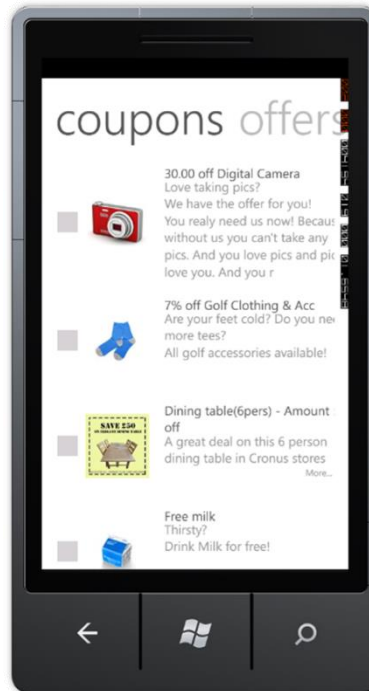 coupons offers
30.00 off Digital Camera
Love taking pics?
We have the offer for you!
You realy need us now! Becaus
without us you can't take any
pics. And you love pics and pic
love you. And you r
7% off Golf Clothing & Acc
Are your feet cold? Do you nee
more tees?
All golf accessories available!
SAVE $50
Dining table(6pers) - Amount
off
A great deal on this 6 person
dining table in Cronus stores
More...
Free milk
Thirsty?
Drink Milk for free!